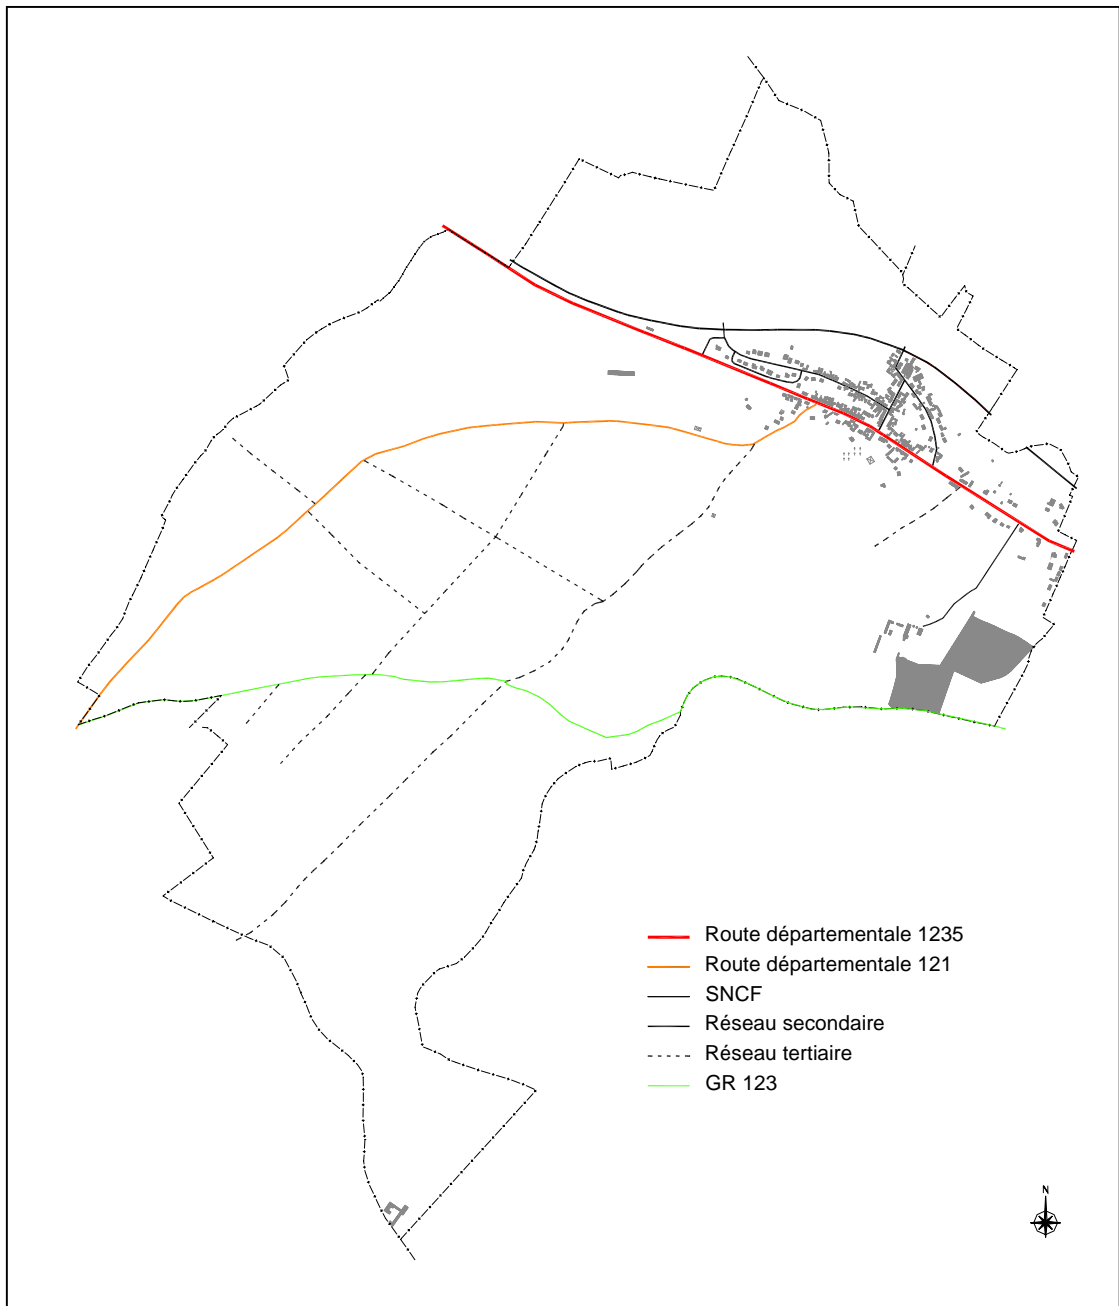 Route départementale 1235
Route départementale 121
SNCF
Réseau secondaire
Réseau tertiaire
GR 123
N